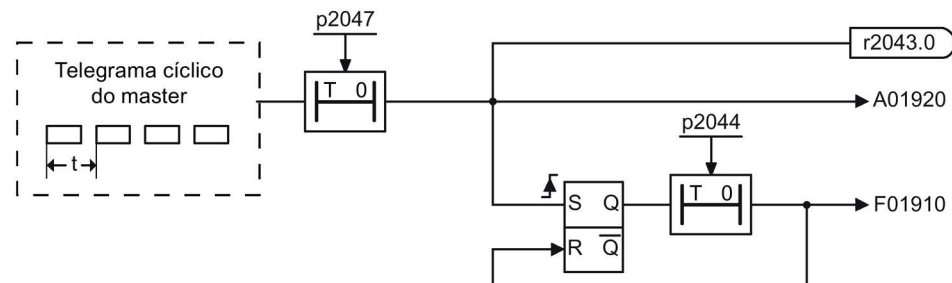 p2047
r2043.0
Telegrama cíclico
do master
T 0
A01920
t
p2044
T 0
S Q
F01910
R Q̅